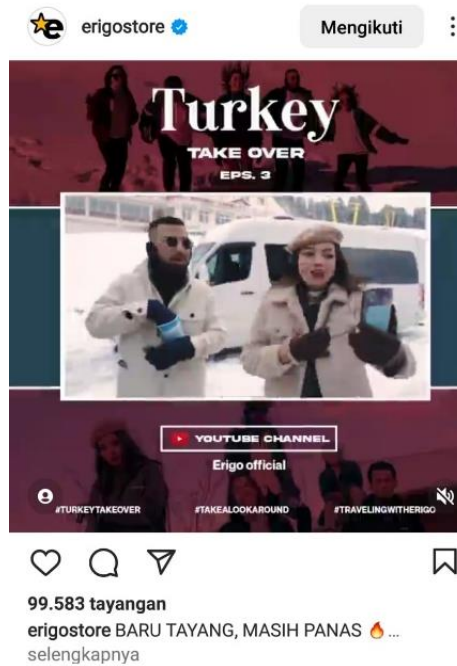 erigostore
Mengikuti
Turkey
TAKE OVER
EPS. 3
YOUTUBE CHANNEL
Erigo official
#TURKEYTAKEOVER #TAKEALOOKAROUND #TRAVELINGWITHERIGO
99.583 tayangan
erigostore BARU TAYANG, MASIH PANAS 🔥...
selengkapnya